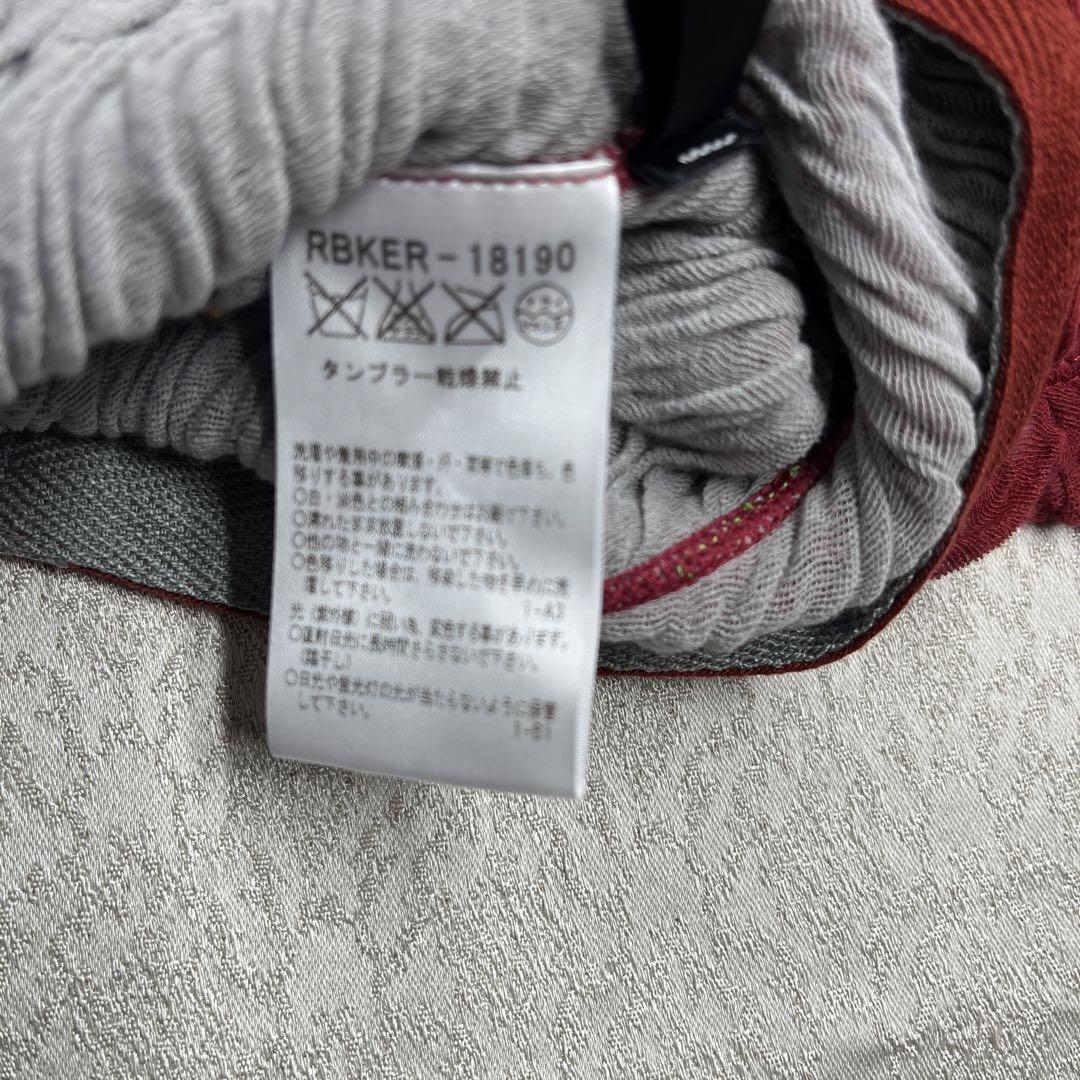 RBKER-18190
タンブラー乾燥禁止
洗濯や着用時の摩擦・汗・雨等で色落ち、色
移りする事があります。
○白・淡色との組み合わせはお避け下さい。
○濡れたまま放置しないで下さい。
○他の物と一緒に洗わないで下さい。
○色移りした場合は、移染した物を早めに洗
濯して下さい。
1-A3
光(紫外線)に弱い為、変色する事があります。
○直射日光に長時間さらさないで下さい。
(陰干し)
○日光や蛍光灯の光が当たらないように保管
して下さい。
1-B1